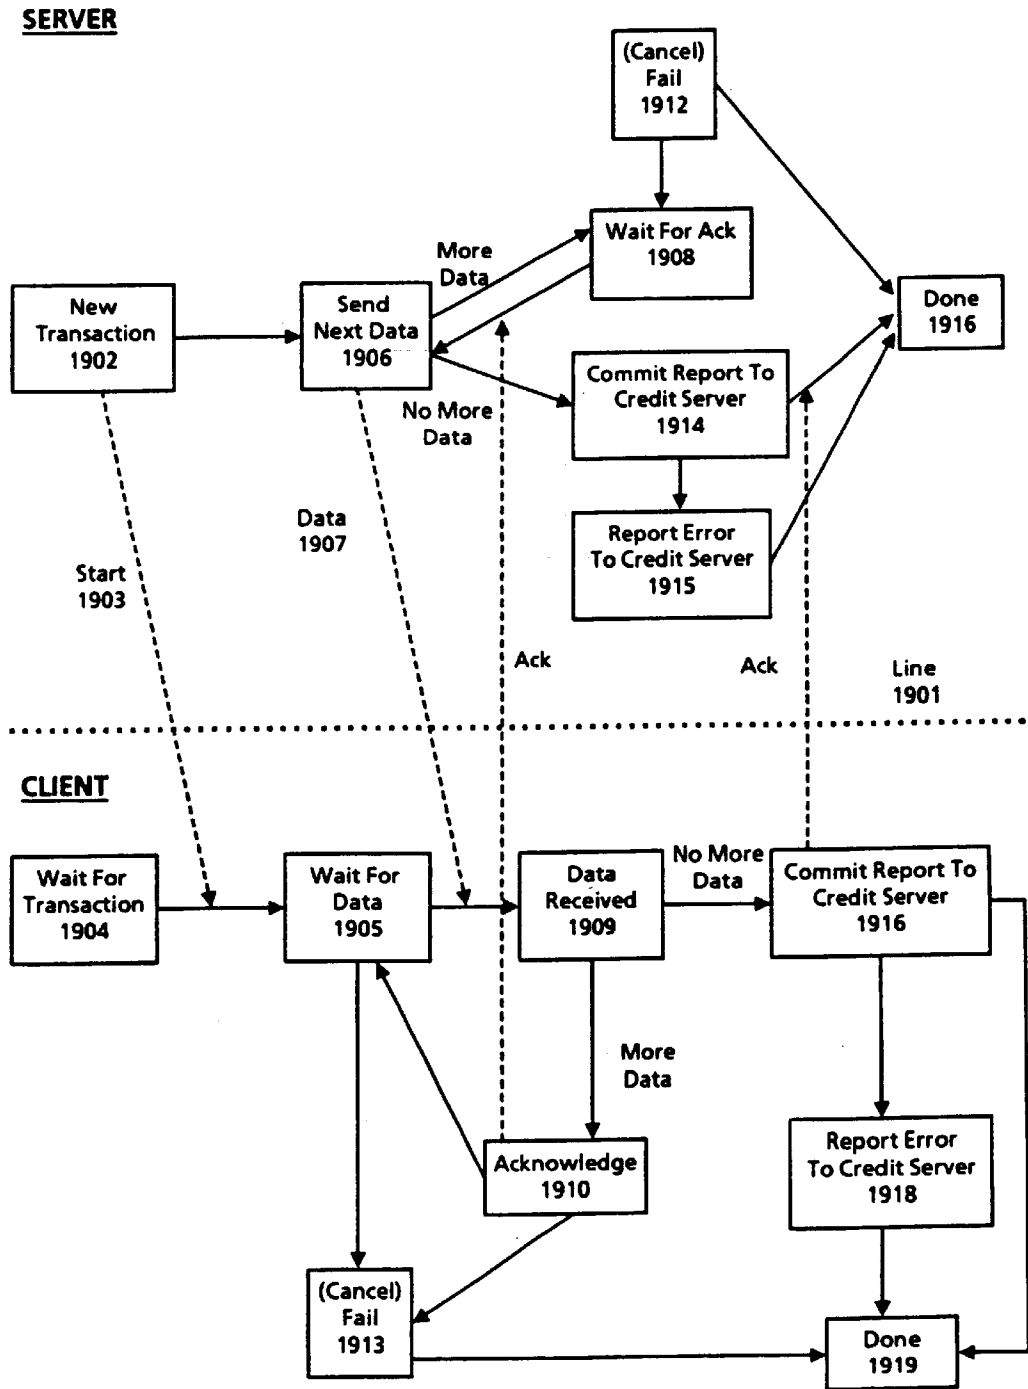 SERVER
(Cancel)
Fail
1912
Wait For Ack
1908
More
Data
New
Transaction
1902
Send
Next Data
1906
Done
1916
Commit Report To
Credit Server
1914
No More
Data
Report Error
To Credit Server
1915
Data
1907
Start
1903
Ack
Ack
Line
1901
CLIENT
Wait For
Transaction
1904
Wait For
Data
1905
Data
Received
1909
No More
Data
Commit Report To
Credit Server
1916
More
Data
Acknowledge
1910
Report Error
To Credit Server
1918
(Cancel)
Fail
1913
Done
1919